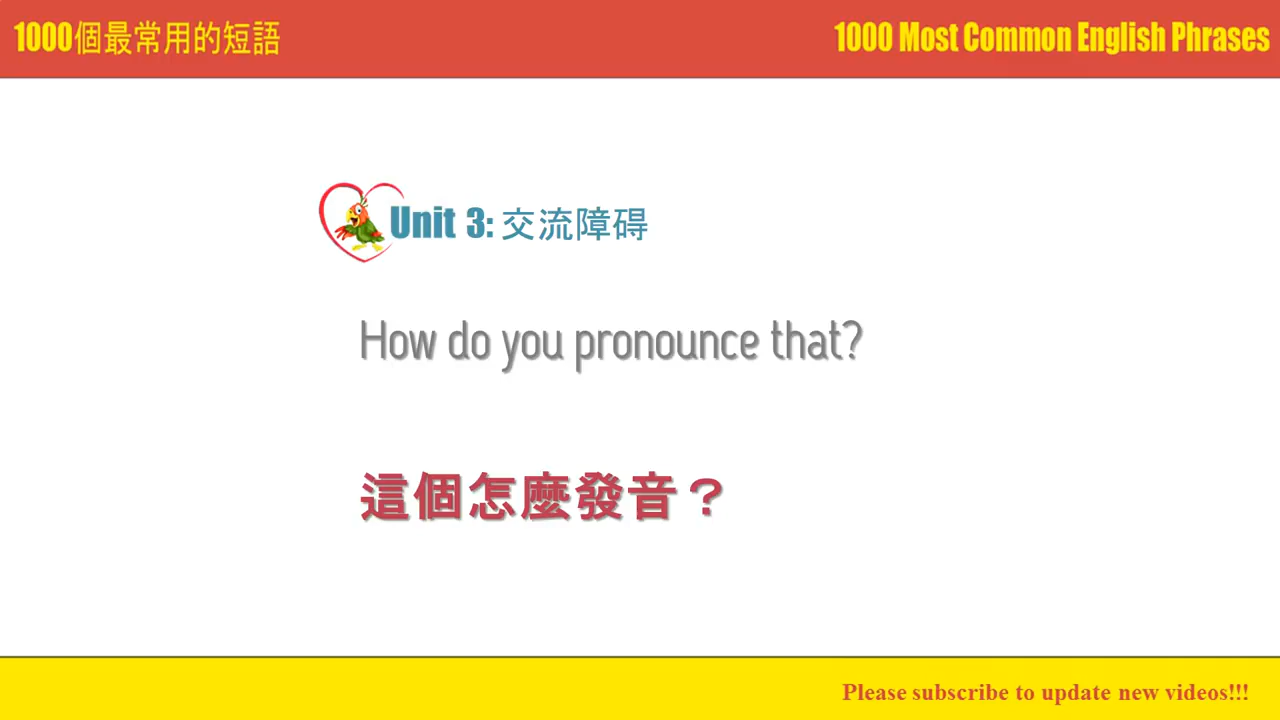 1000個最常用的短語
1000 Most Common English Phrases
Unit 3: 交流障碍
How do you pronounce that?
這個怎麼發音？
Please subscribe to update new videos!!!